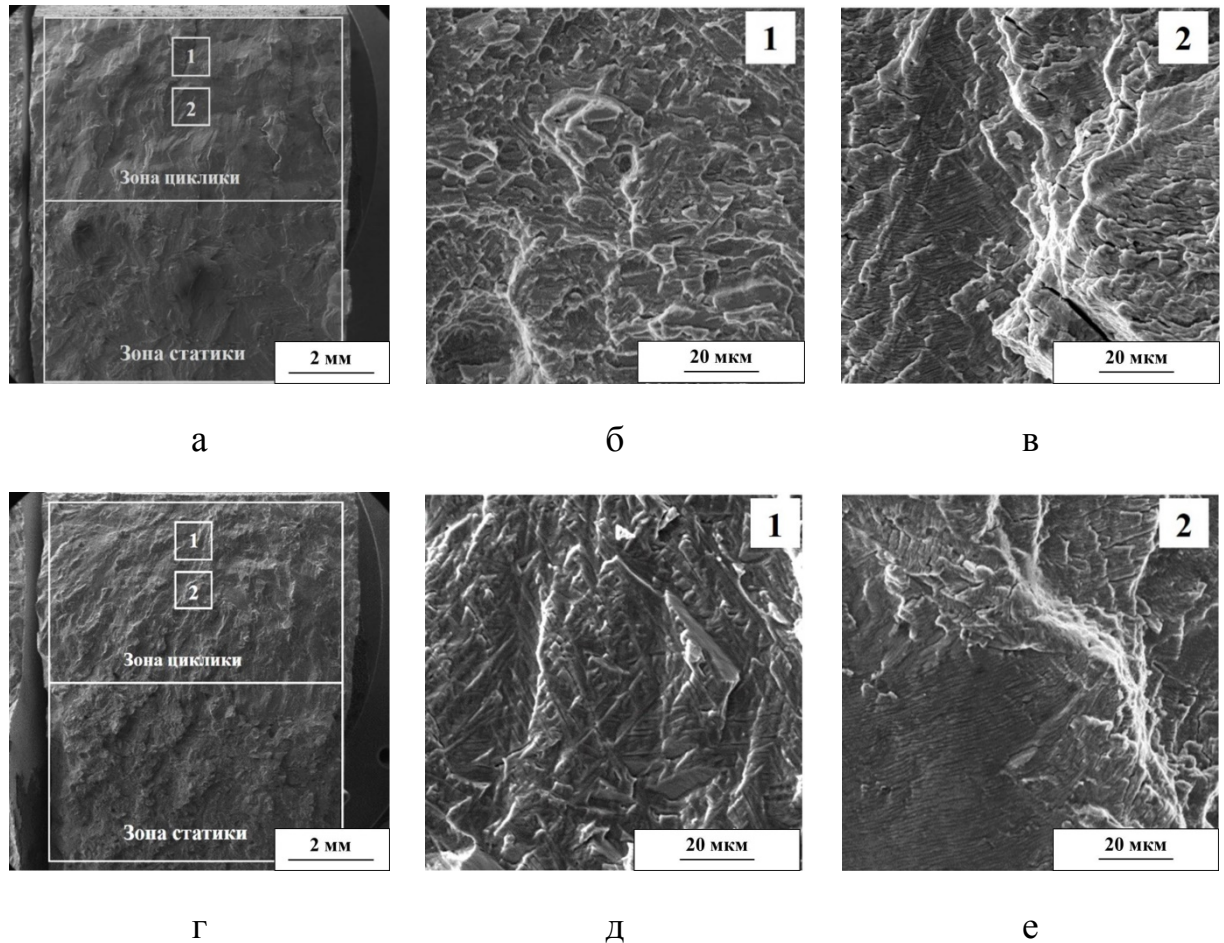 1
2
Зона циклики
Зона статики
2 мм
1
20 мкм
2
20 мкм
а
б
в
1
2
Зона циклики
Зона статики
2 мм
1
20 мкм
2
20 мкм
г
д
е